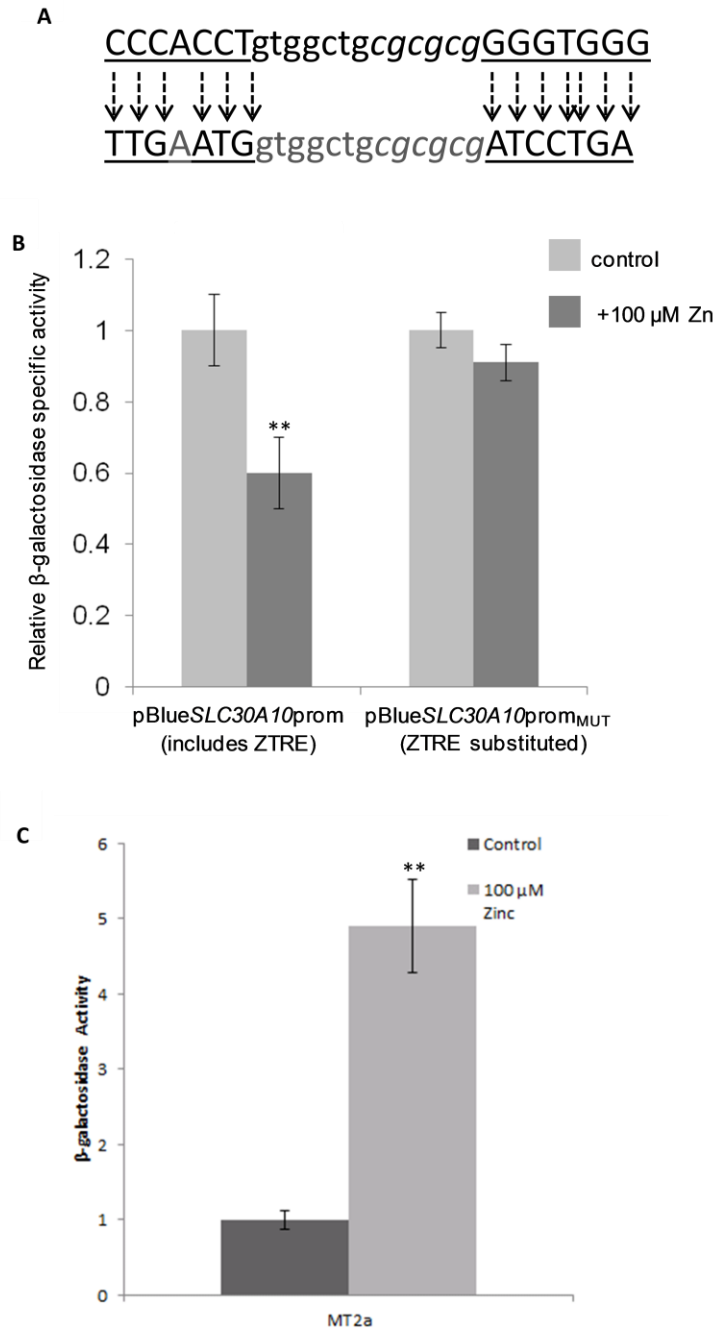 A
CCCACCTgtggctgcgcgcgGGGTGGG
TTGAATGgtggctgcgcgcgATCCTGA
B
Relative β-galactosidase specific activity
1.2
1
0.8
0.6
0.4
0.2
0
**
control
+100 µM Zn
pBlueSLC30A10prom
(includes ZTRE)
pBlueSLC30A10promMUT
(ZTRE substituted)
C
β-galactosidase Activity
6
5
4
3
2
1
0
**
Control
100 µM
Zinc
MT2a